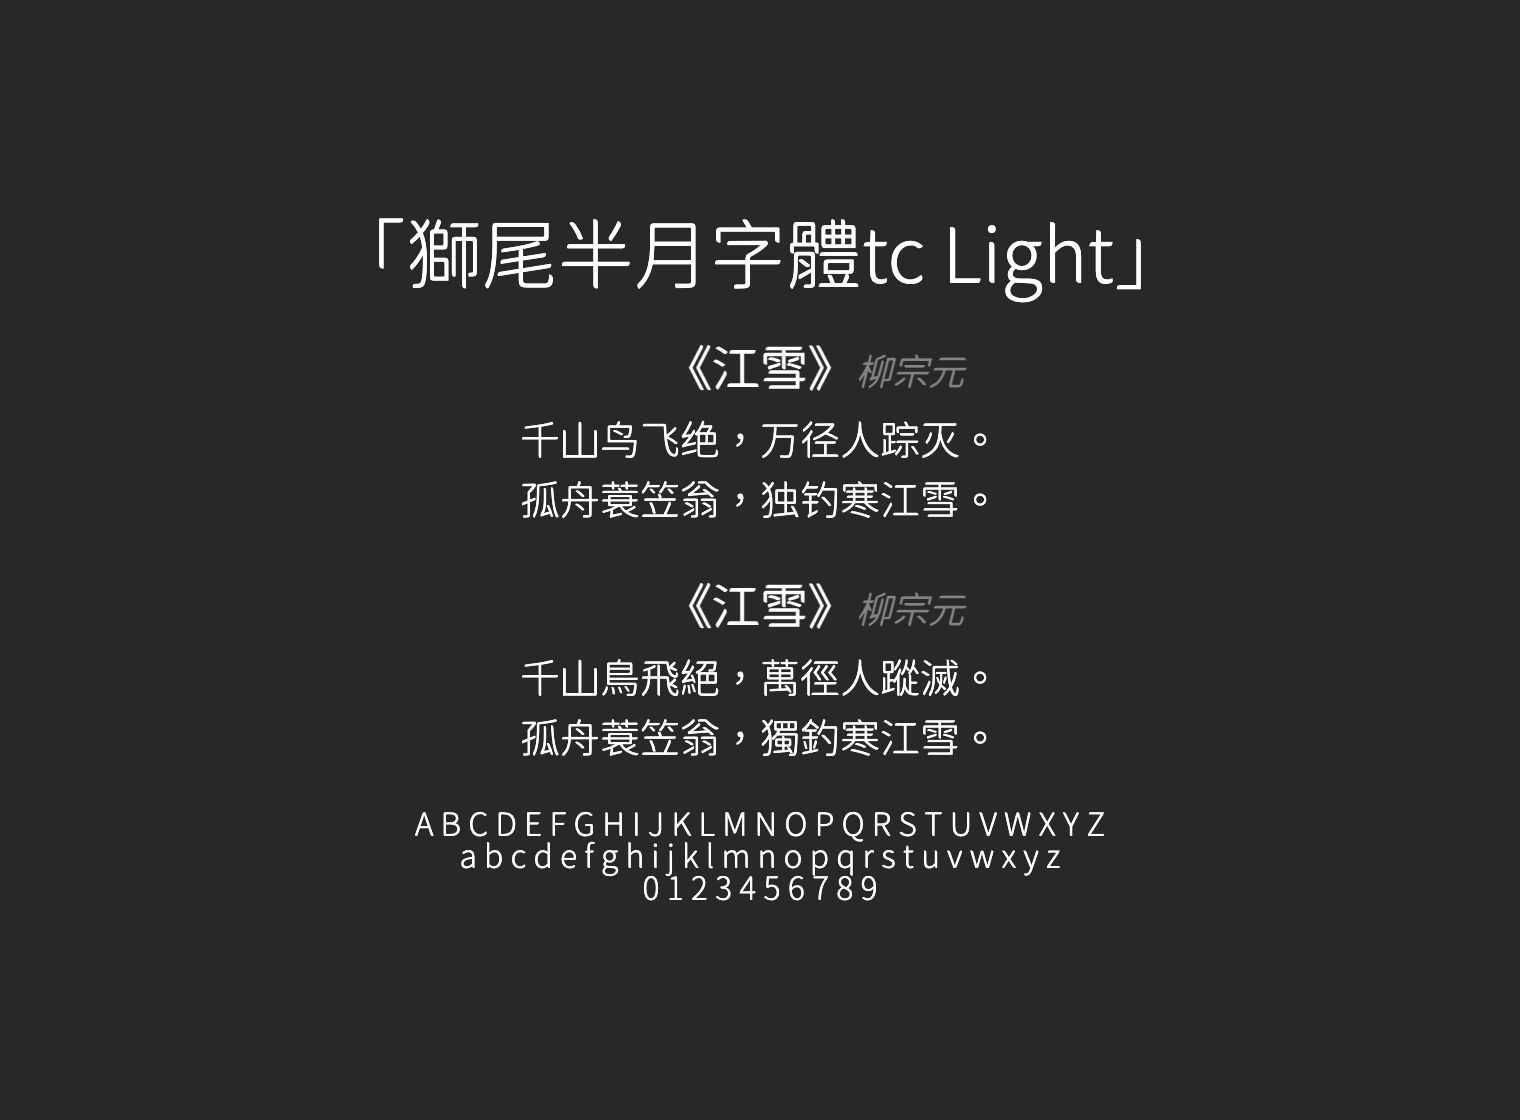 「獅尾半月字體tc Light」
《江雪》 柳宗元
千山鸟飞绝，万径人踪灭。
孤舟蓑笠翁，独钓寒江雪。
《江雪》 柳宗元
千山鳥飛絕，萬徑人蹤滅。
孤舟蓑笠翁，獨釣寒江雪。
A B C D E F G H I J K L M N O P Q R S T U V W X Y Z
a b c d e f g h i j k l m n o p q r s t u v w x y z
0 1 2 3 4 5 6 7 8 9